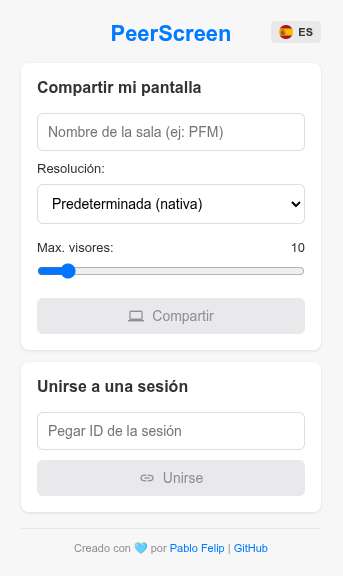 PeerScreen
ES
Compartir mi pantalla
Nombre de la sala (ej: PFM)
Resolución:
Predeterminada (nativa)
Max. visores: 10
Compartir
Unirse a una sesión
Pegar ID de la sesión
Unirse
Creado con 🩵 por Pablo Felip | GitHub